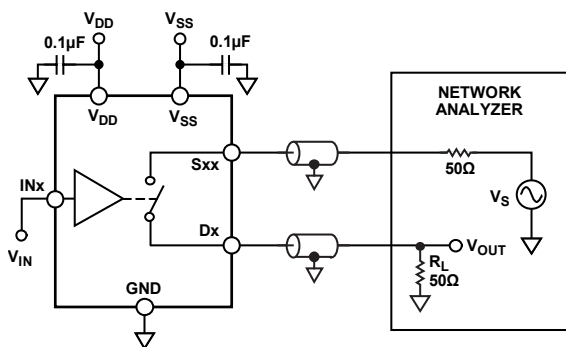 VDD
VSS
0.1µF
0.1µF
VDD
VSS
NETWORK
ANALYZER
Sxx
50Ω
VS
INx
Dx
VOUT
VIN
RL
50Ω
GND